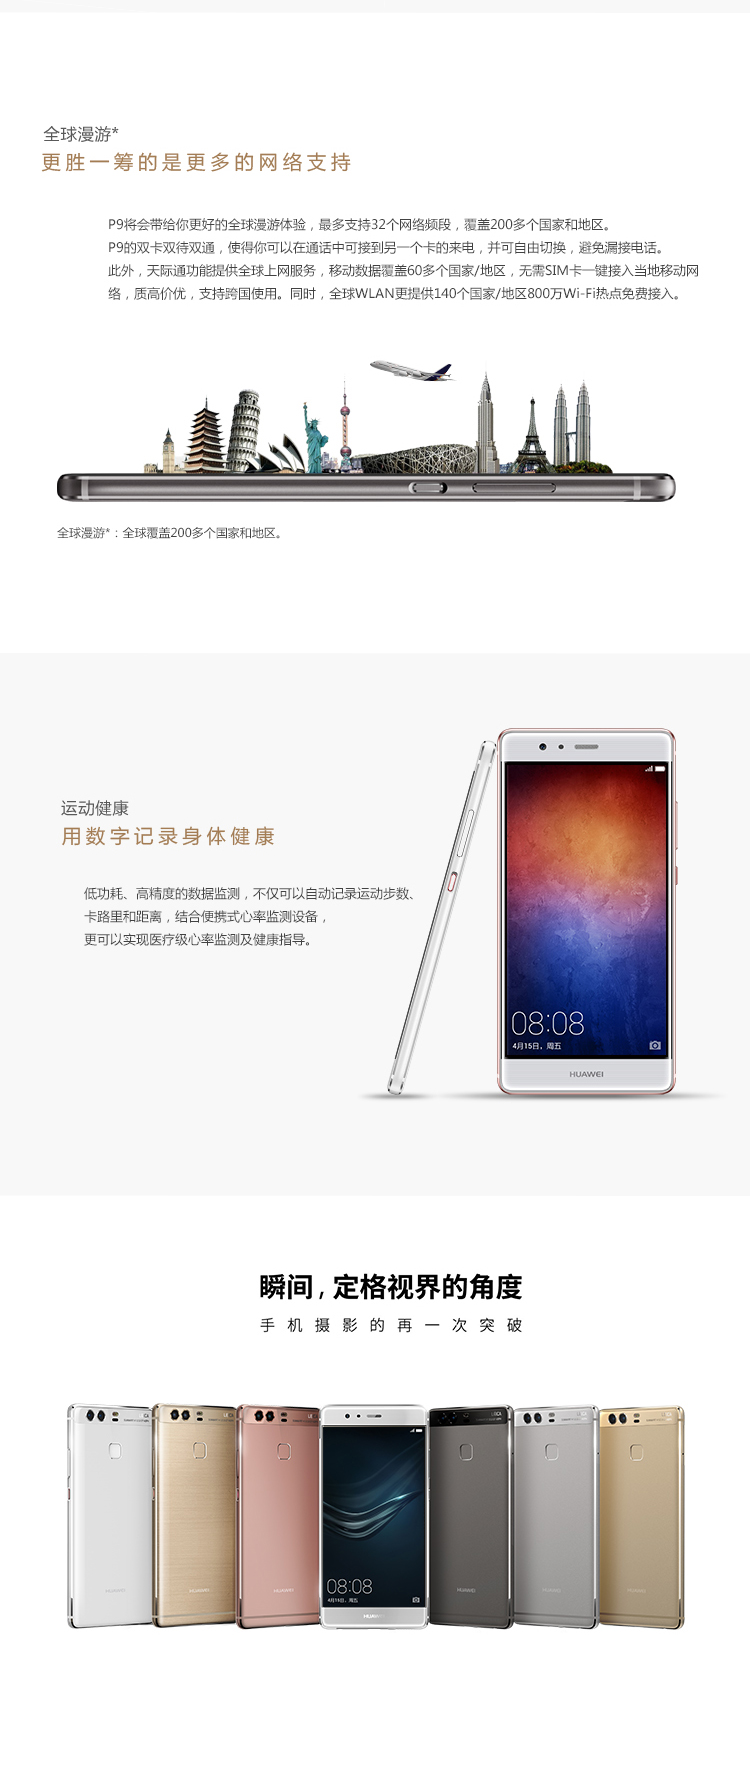 全球漫游*
更胜一筹的是更多的网络支持
P9将会带给你更好的全球漫游体验，最多支持32个网络频段，覆盖200多个国家和地区。
P9的双卡双待双通，使得你可以在通话中可接到另一个卡的来电，并可自由切换，避免漏接电话。
此外，天际通功能提供全球上网服务，移动数据覆盖60多个国家/地区，无需SIM卡一键接入当地移动网
络，质高价优，支持跨国使用。同时，全球WLAN更提供140个国家/地区800万Wi-Fi热点免费接入。
全球漫游*：全球覆盖200多个国家和地区。
运动健康
用数字记录身体健康
低功耗、高精度的数据监测，不仅可以自动记录运动步数、
卡路里和距离，结合便携式心率监测设备，
更可以实现医疗级心率监测及健康指导。
08:08
4月15日，周五
HUAWEI
瞬间，定格视界的角度
手机摄影的再一次突破
08:08
HUAWEI
HUAWEI
HUAWEI
HUAWEI
HUAWEI
HUAWEI
HUAWEI